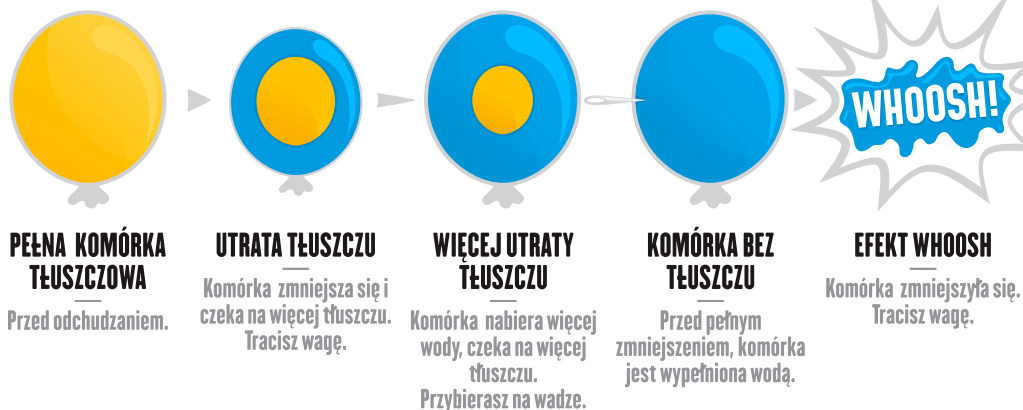 WHOOSH!
PEŁNA KOMÓRKA
TŁUSZCZOWA
Przed odchudzaniem.
UTRATA TŁUSZCZU
Komórka zmniejsza się i
czeka na więcej tłuszczu.
Tracisz wagę.
WIĘCEJ UTRATY
TŁUSZCZU
Komórka nabiera więcej
wody, czeka na więcej
tłuszczu.
Przybierasz na wadze.
KOMÓRKA BEZ
TŁUSZCZU
Przed pełnym
zmniejszeniem, komórka
jest wypełniona wodą.
EFEKT WHOOSH
Komórka zmniejszyła się.
Tracisz wagę.